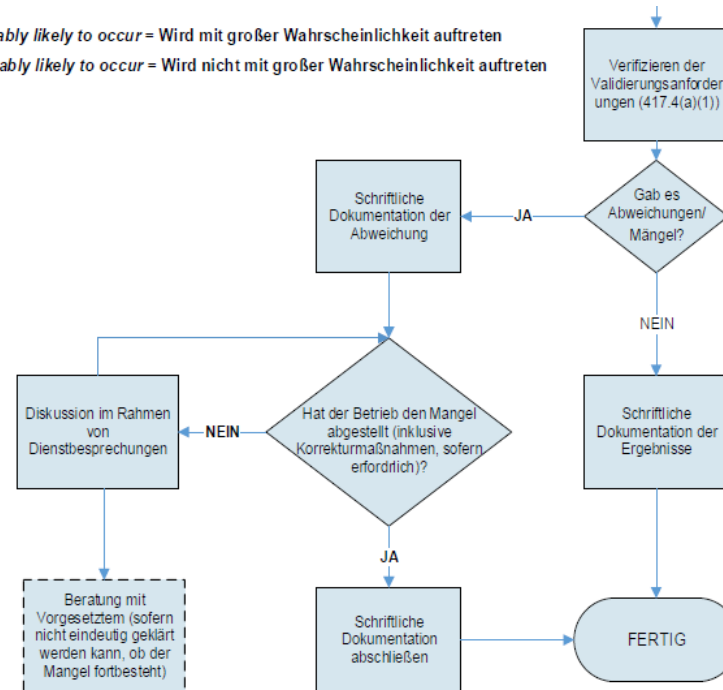 ably likely to occur = Wird mit großer Wahrscheinlichkeit auftreten
ably likely to occur = Wird nicht mit großer Wahrscheinlichkeit auftreten
Verifizieren der
Validierungsanforder
ungen (417.4(a)(1))
Gab es
Abweichungen/
Mängel?
JA
Schriftliche
Dokumentation der
Abweichung
NEIN
Diskussion im Rahmen
von
Dienstbesprechungen
NEIN
Hat der Betrieb den Mangel
abgestellt (inklusive
Korrekturmaßnahmen, sofern
erfordrlich)?
Schriftliche
Dokumentation der
Ergebnisse
JA
Beratung mit
Vorgesetztem (sofern
nicht eindeutig geklärt
werden kann, ob der
Mangel fortbesteht)
Schriftliche
Dokumentation
abschließen
FERTIG